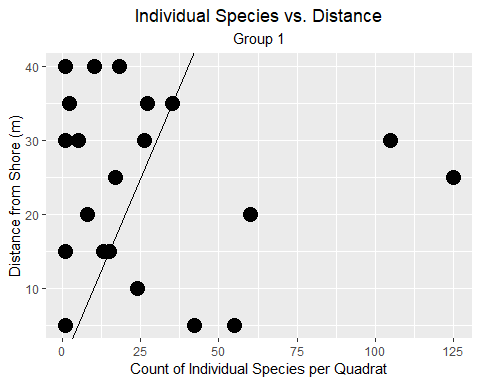 Individual Species vs. Distance
Group 1
Distance from Shore (m)
40
30
20
10
0
25
50
75
100
125
Count of Individual Species per Quadrat